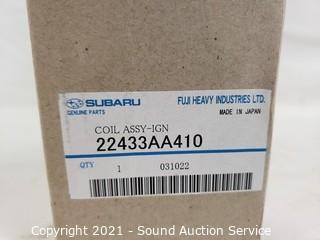 SUBARU
GENUINE PARTS
FUJI HEAVY INDUSTRIES LTD.
MADE IN JAPAN
COIL ASSY-IGN
22433AA410
QTY 1 031022
Copyright 2021 - Sound Auction Service